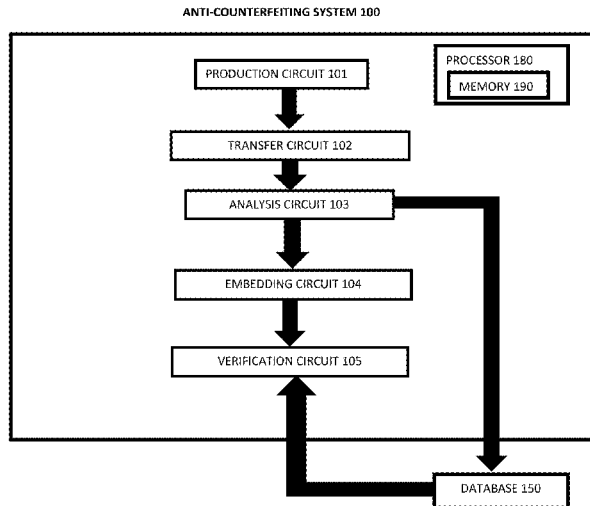 ANTI-COUNTERFEITING SYSTEM 100
PROCESSOR 180
MEMORY 190
PRODUCTION CIRCUIT 101
TRANSFER CIRCUIT 102
ANALYSIS CIRCUIT 103
EMBEDDING CIRCUIT 104
VERIFICATION CIRCUIT 105
DATABASE 150